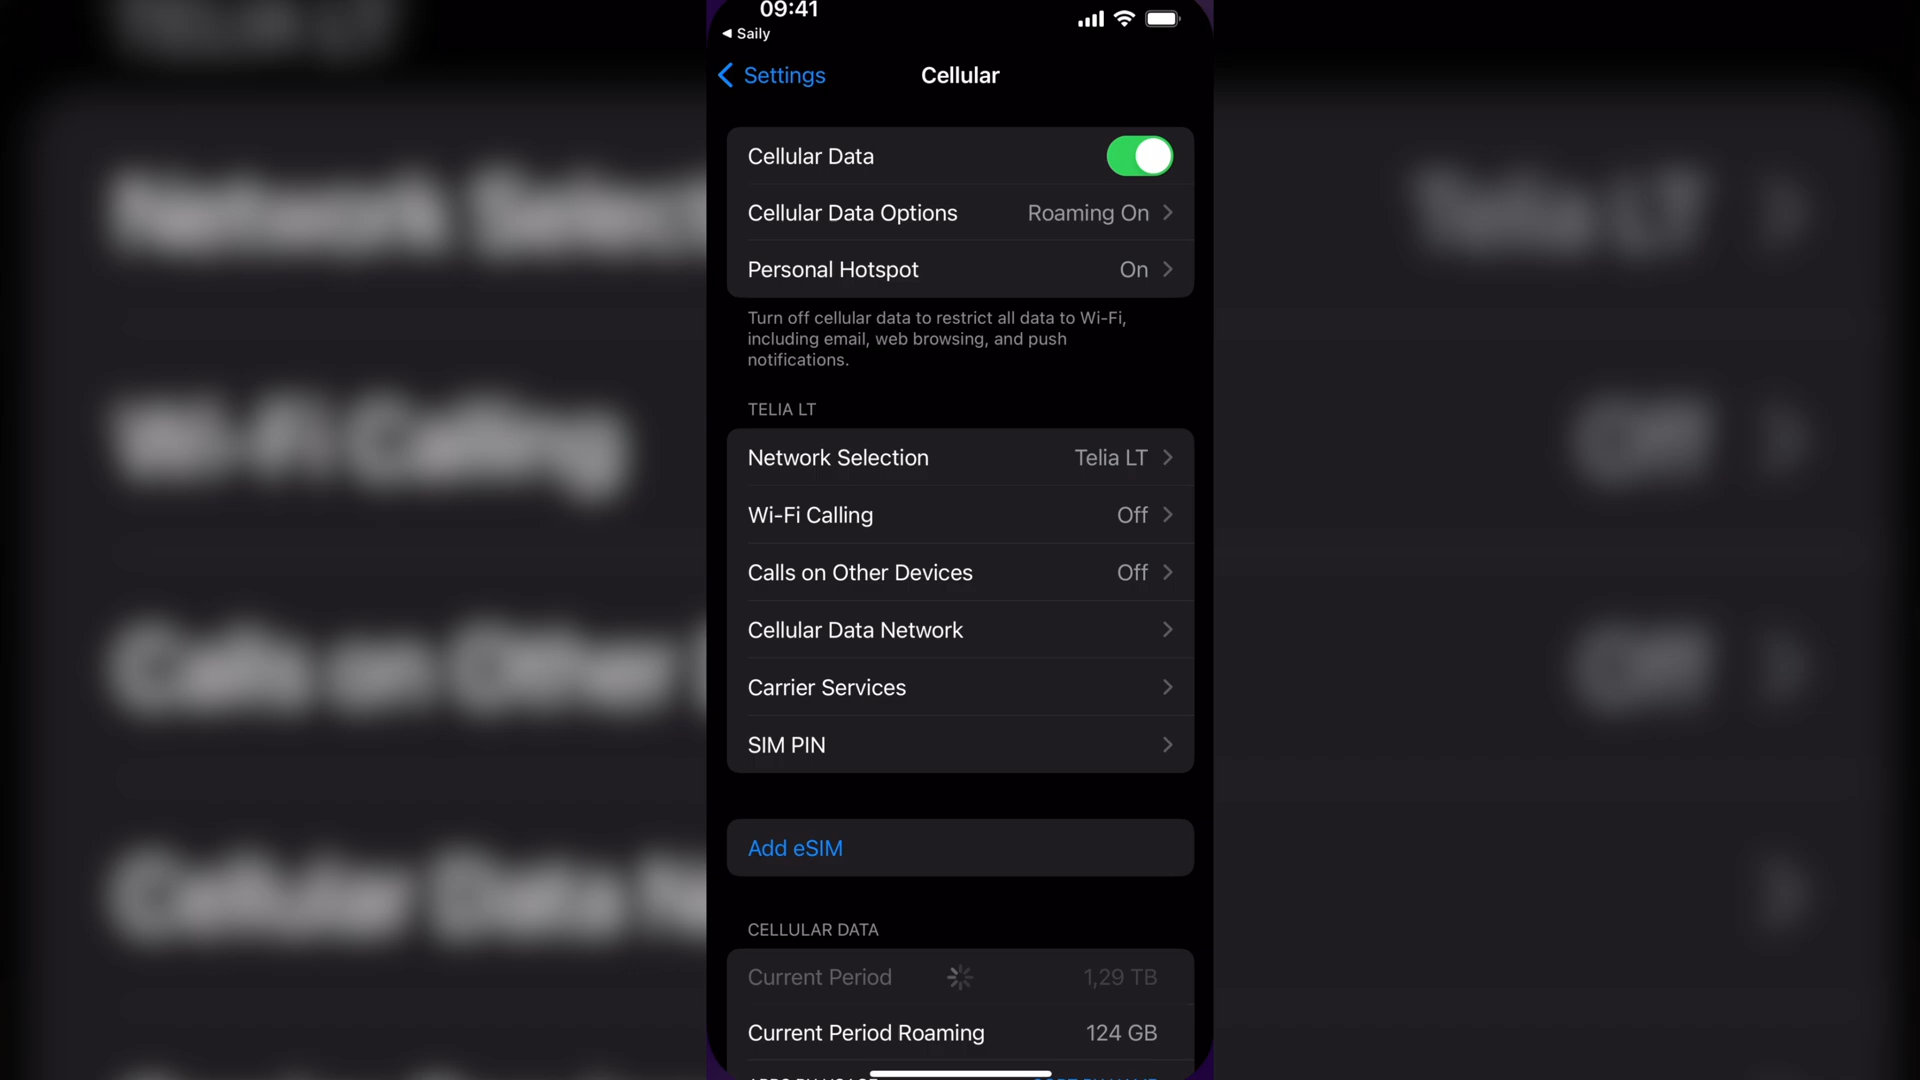 09:41
◀ Saily
Settings
Cellular
Cellular Data
Cellular Data Options Roaming On
Personal Hotspot On
Turn off cellular data to restrict all data to Wi-Fi,
including email, web browsing, and push
notifications.
TELIA LT
Network Selection Telia LT
Wi-Fi Calling Off
Calls on Other Devices Off
Cellular Data Network
Carrier Services
SIM PIN
Add eSIM
CELLULAR DATA
Current Period 1,29 TB
Current Period Roaming 124 GB